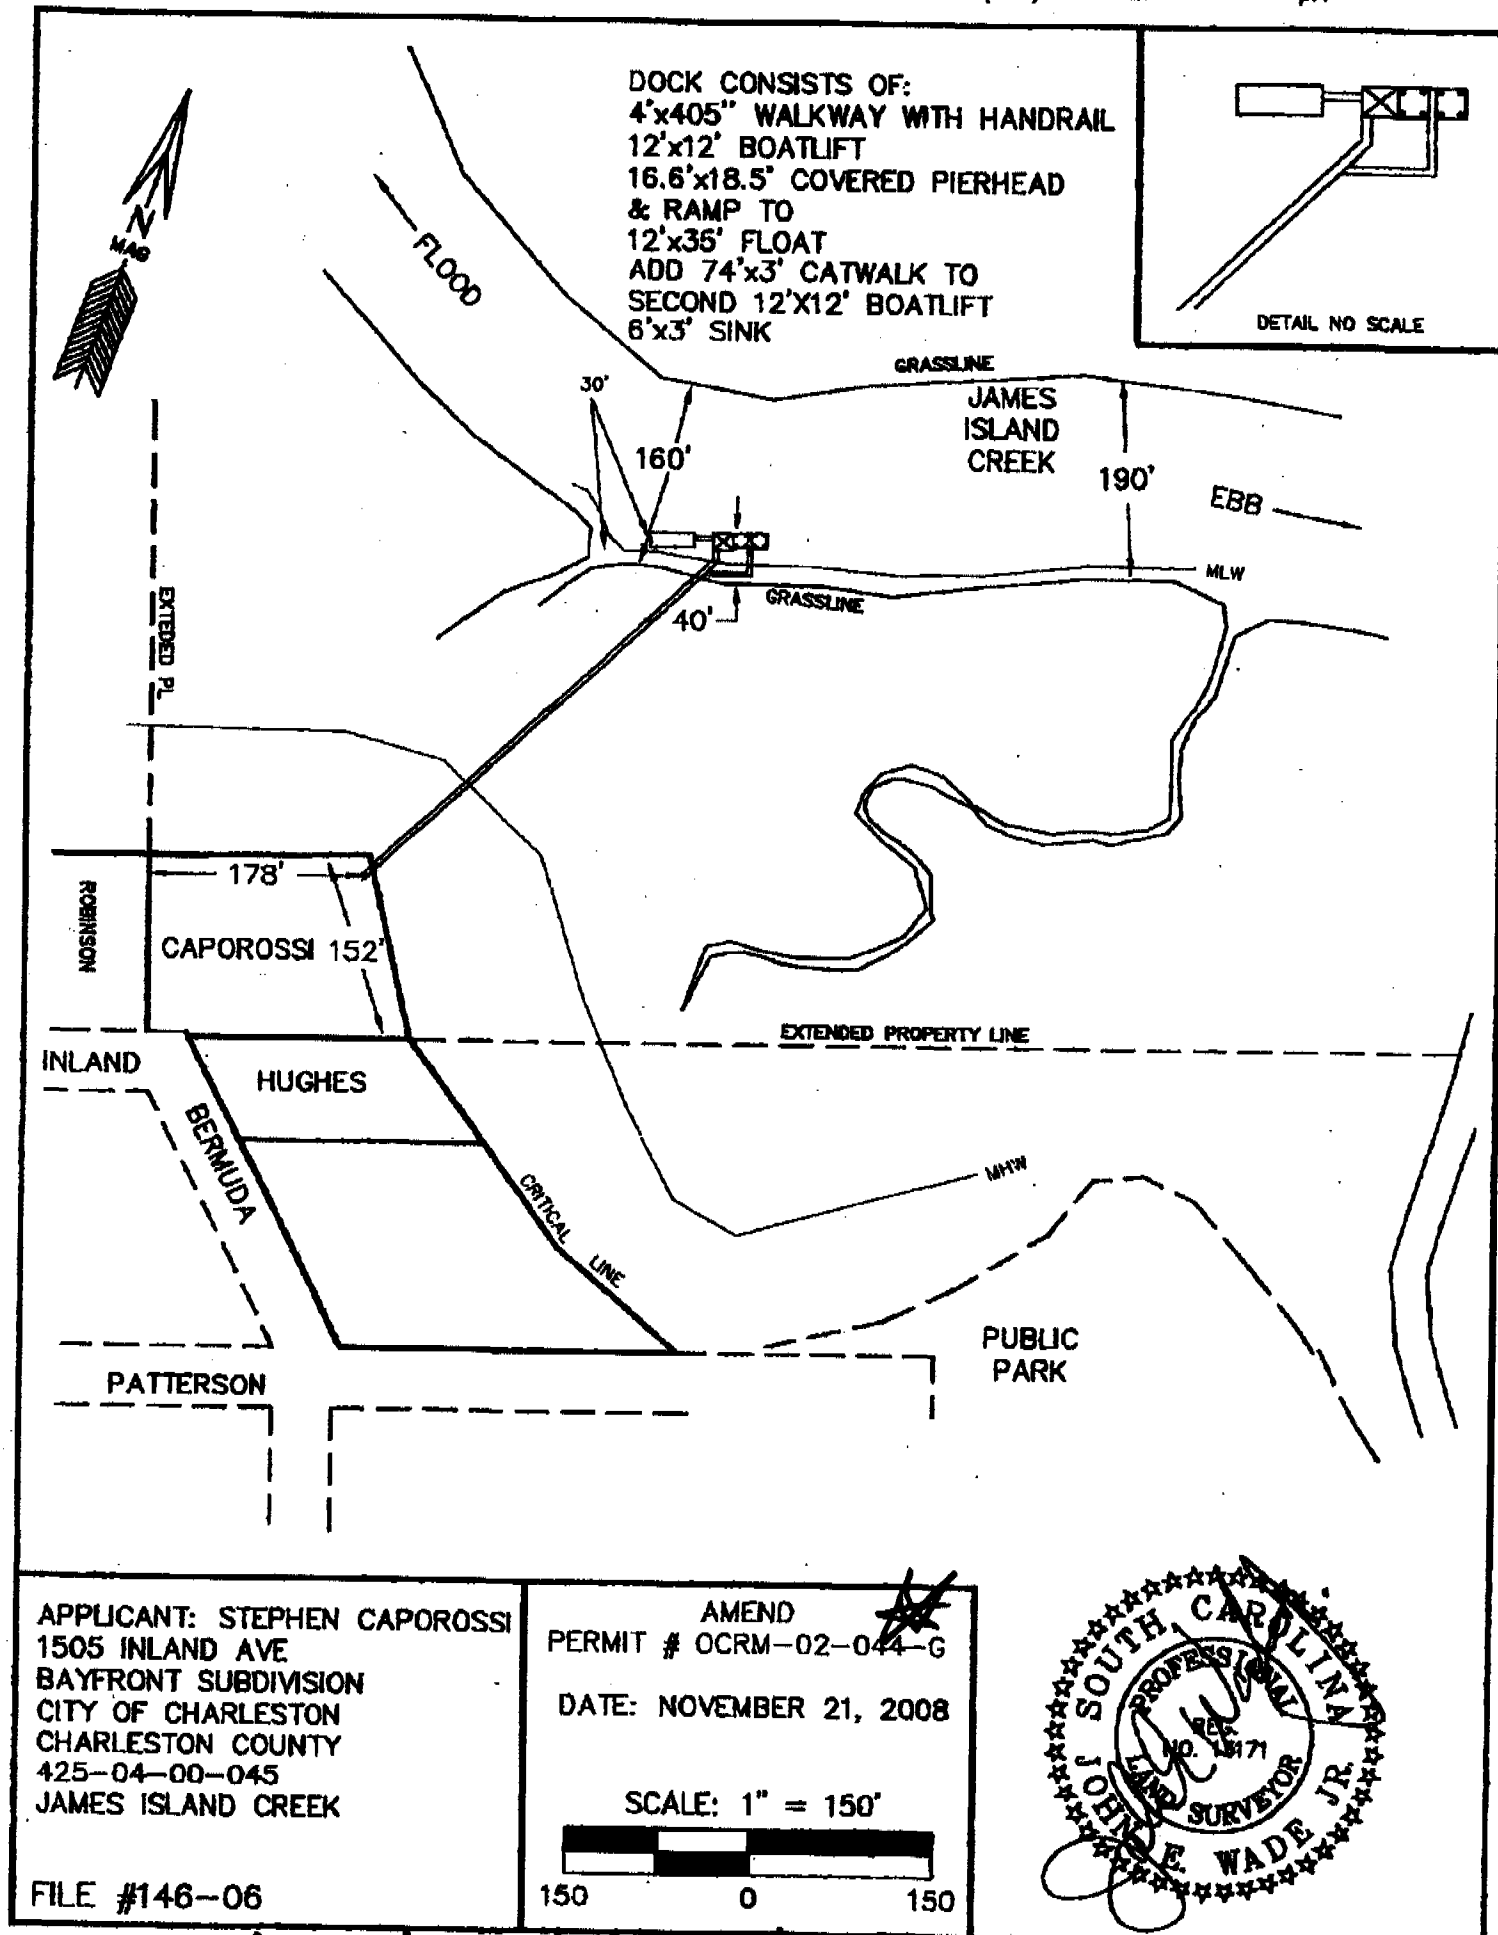 DOCK CONSISTS OF:
4'x405" WALKWAY WITH HANDRAIL
12'x12' BOATLIFT
16.6'x18.5' COVERED PIERHEAD
& RAMP TO
12'x35' FLOAT
ADD 74'x3' CATWALK TO
SECOND 12'X12' BOATLIFT
6'x3' SINK
DETAIL NO SCALE
N
MAG
FLOOD
GRASSLINE
JAMES
ISLAND
CREEK
30'
160'
190'
EBB
MLW
GRASSLINE
40'
EXTEDED PL
178'
ROBINSON
CAPOROSSI 152'
EXTENDED PROPERTY LINE
INLAND
HUGHES
BERMUDA
MHW
CRITICAL
LINE
PUBLIC
PARK
PATTERSON
APPLICANT: STEPHEN CAPOROSSI
1505 INLAND AVE
BAYFRONT SUBDIVISION
CITY OF CHARLESTON
CHARLESTON COUNTY
425-04-00-045
JAMES ISLAND CREEK
FILE #146-06
AMEND
PERMIT # OCRM-02-044-G
DATE: NOVEMBER 21, 2008
SCALE: 1" = 150'
150 0 150
SOUTH CAROLINA
PROFESSIONAL
REG.
NO.
LAND SURVEYOR
JOHN E. WADE JR.